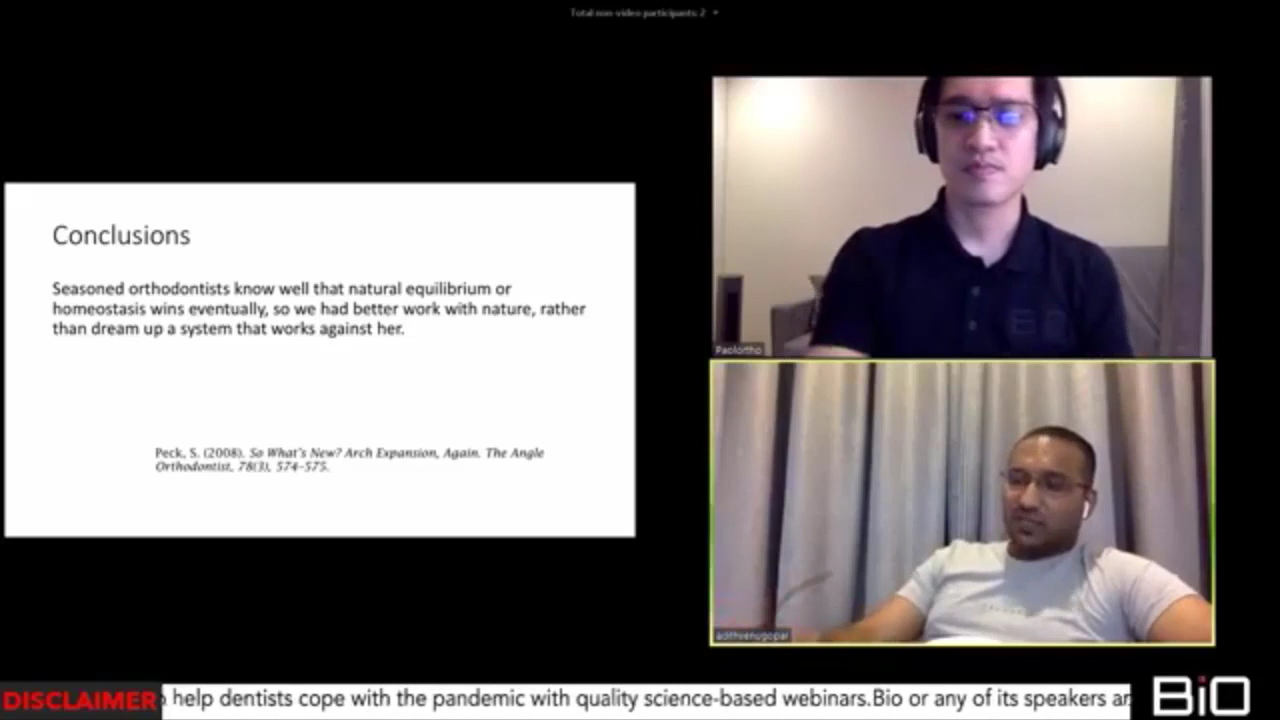 Total non-video participants: 2
Conclusions
Seasoned orthodontists know well that natural equilibrium or
homeostasis wins eventually, so we had better work with nature, rather
than dream up a system that works against her.
Peck, S. (2008). So What's New? Arch Expansion, Again. The Angle
Orthodontist, 78(3), 574–575.
Paolortho
adithvenugopal
DISCLAIMER
help dentists cope with the pandemic with quality science-based webinars.Bio or any of its speakers
BiO